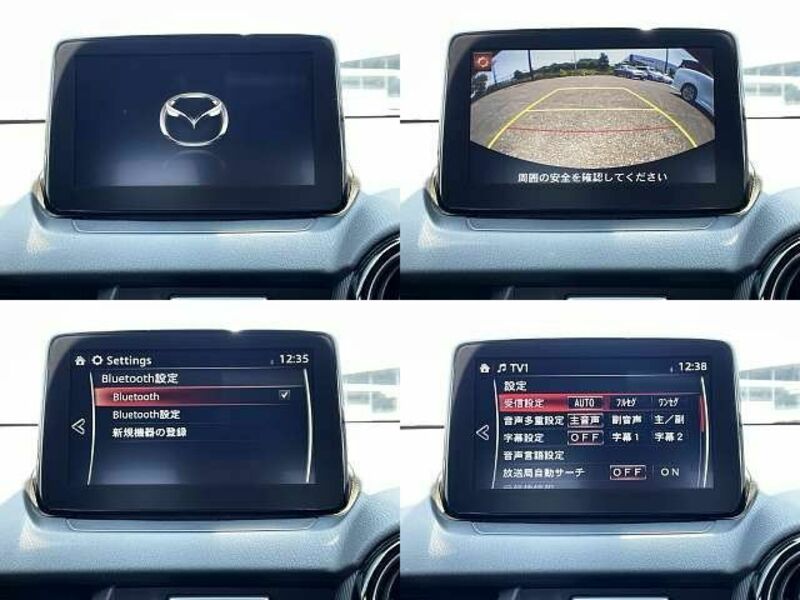 周囲の安全を確認してください
Settings 12:35
Bluetooth設定
Bluetooth
Bluetooth設定
新規機器の登録
TV1 12:38
設定
受信設定 AUTO フルセグ ワンセグ
音声多重設定 主音声 副音声 主／副
字幕設定 OFF 字幕1 字幕2
音声言語設定
放送局自動サーチ OFF ON